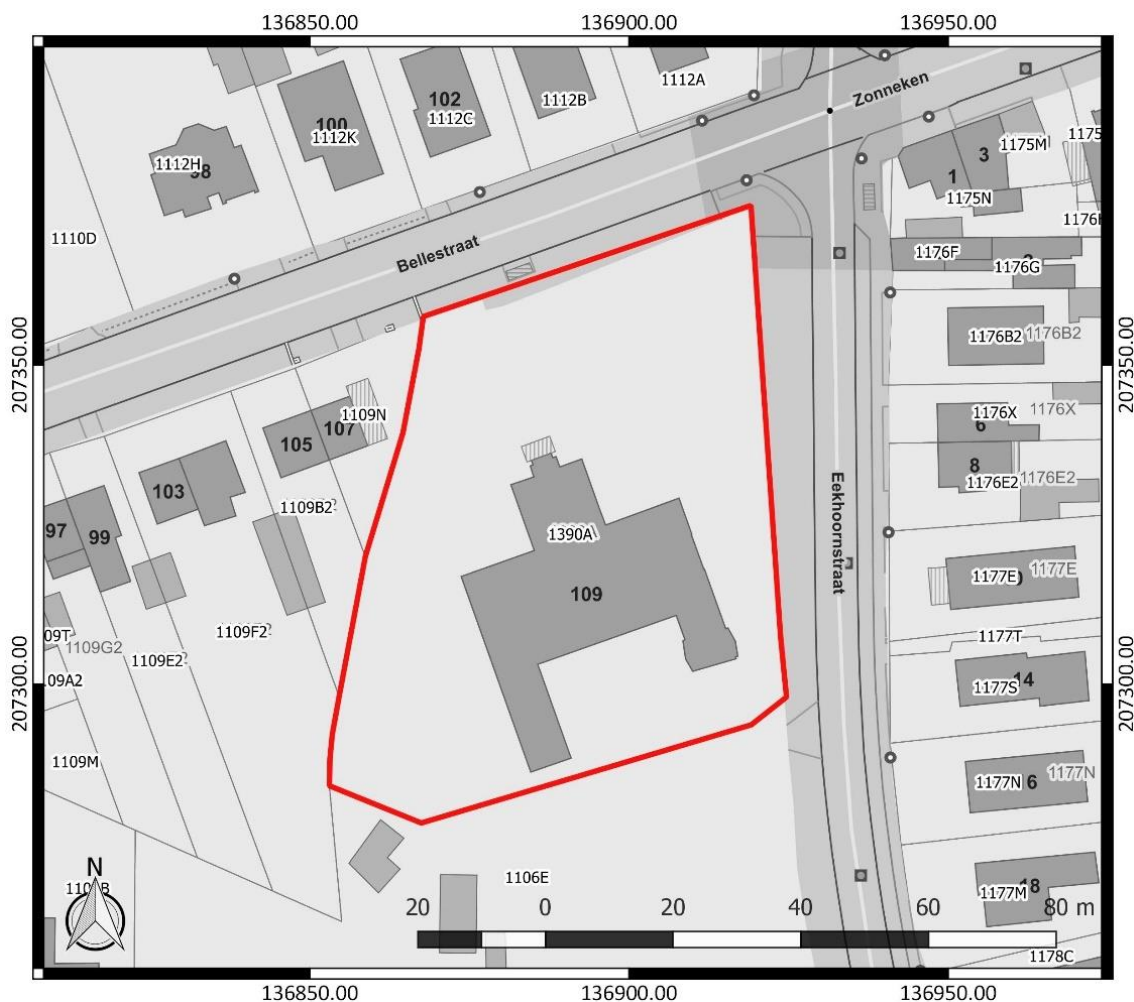 136850.00
136900.00
136950.00
102
1112C
1112B
1112A
Zonneken
100
1112K
3
1175M
1112H
98
1
1175N
1110D
Bellestraat
1176F
1176G
207350.00
207350.00
1176B2
1176B2
1109N
1176X
1176X
6
105
107
8
1176E2
1176E2
103
97
99
1109B2
1390A
Eekhoornstraat
1177E
1177E
109
1109F2
09T
1109G2
1109E2
1177T
09A2
14
1177S
207300.00
207300.00
1109M
1177N
1177N
6
N
1106E
18
1177M
20
0
20
40
60
80 m
1178C
136850.00
136900.00
136950.00